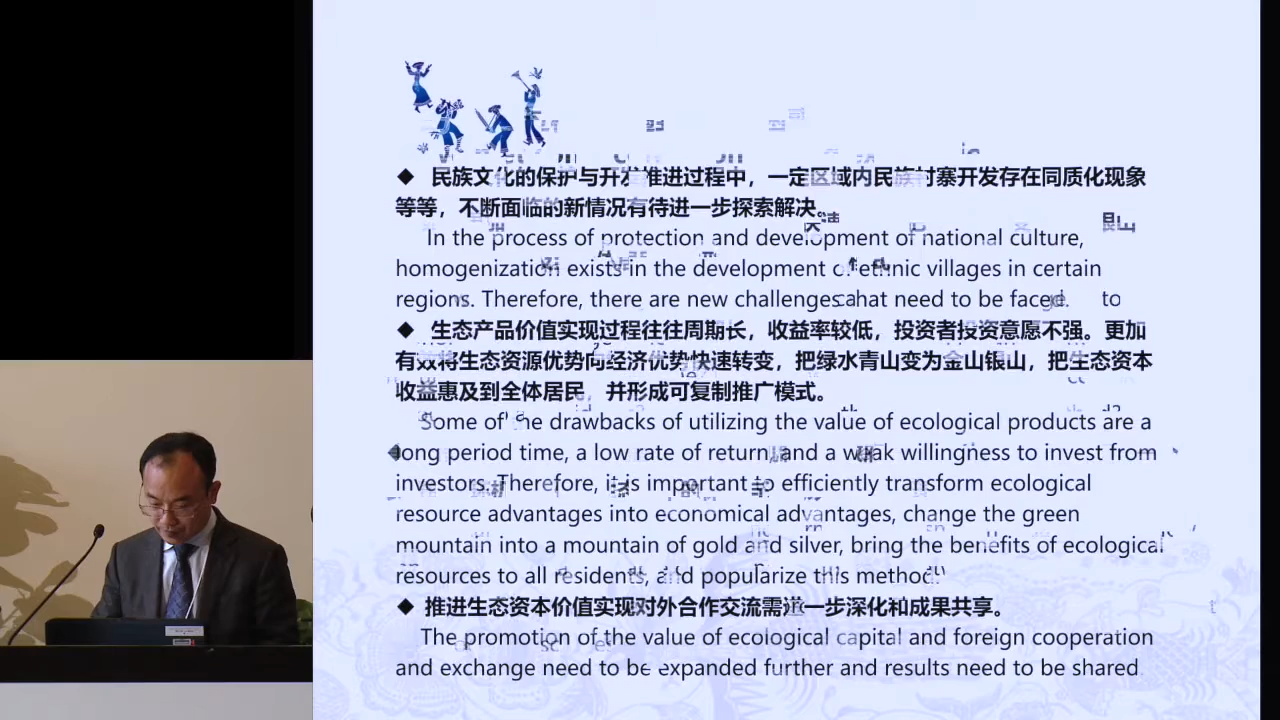 ◆ 民族文化的保护与开发推进过程中，一定区域内民族村寨开发存在同质化现象
等等，不断面临的新情况有待进一步探索解决。
In the process of protection and development of national culture,
homogenization exists in the development of ethnic villages in certain
regions. Therefore, there are new challenges that need to be faced. to
◆ 生态产品价值实现过程往往周期长，收益率较低，投资者投资意愿不强。更加
有效将生态资源优势向经济优势快速转变，把绿水青山变为金山银山，把生态资本
收益惠及到全体居民，并形成可复制推广模式。
Some of the drawbacks of utilizing the value of ecological products are a
long period time, a low rate of return, and a weak willingness to invest from
investors. Therefore, it is important to efficiently transform ecological
resource advantages into economical advantages, change the green
mountain into a mountain of gold and silver, bring the benefits of ecological
resources to all residents, and popularize this method.
◆ 推进生态资本价值实现对外合作交流需进一步深化和成果共享。
The promotion of the value of ecological capital and foreign cooperation
and exchange need to be expanded further and results need to be shared